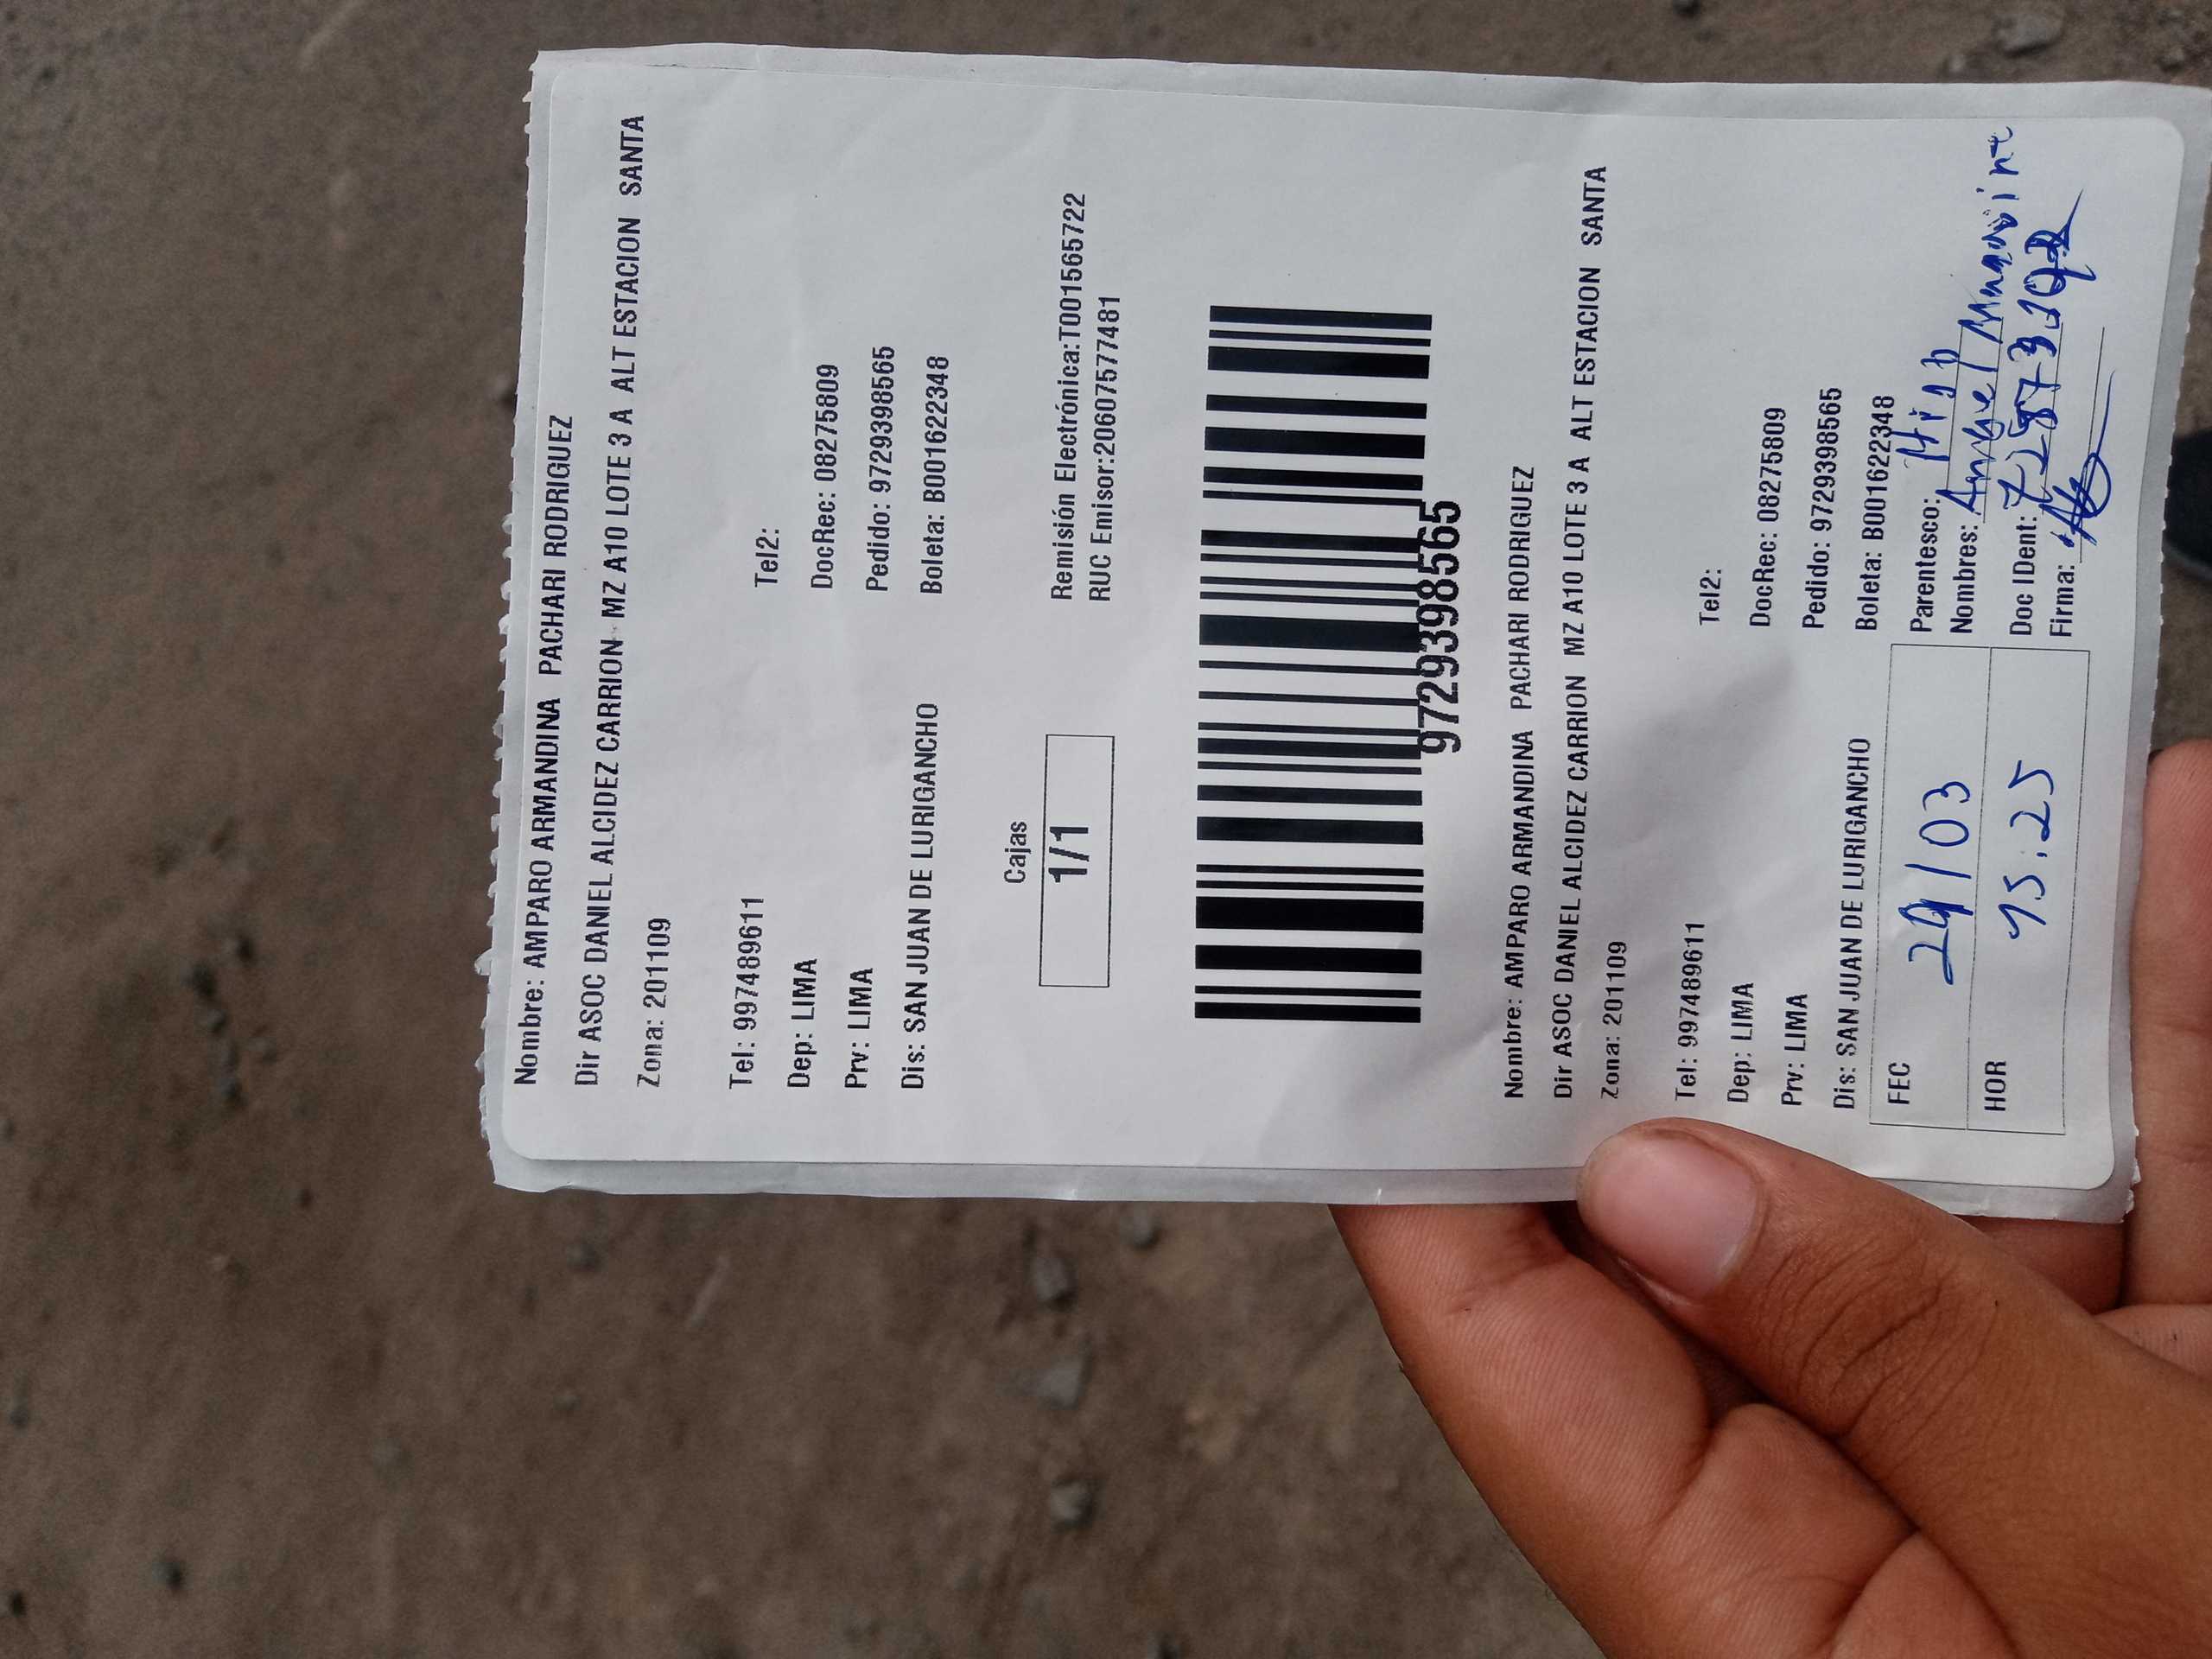 Nombre: AMPARO ARMANDINA PACHARI RODRIGUEZ
Dir ASOC DANIEL ALCIDEZ CARRION MZ A10 LOTE 3 A ALT ESTACION SANTA
Zona: 201109
Tel: 997489611 Tel2:
Dep: LIMA DocRec: 08275809
Prv: LIMA Pedido: 9729398565
Dis: SAN JUAN DE LURIGANCHO Boleta: B001622348
Cajas
1/1
Remisión Electrónica:T001565722
RUC Emisor:20607577481
9729398565
Nombre: AMPARO ARMANDINA PACHARI RODRIGUEZ
Dir ASOC DANIEL ALCIDEZ CARRION MZ A10 LOTE 3 A ALT ESTACION SANTA
Zona: 201109
Tel: 997489611 Tel2:
Dep: LIMA DocRec: 08275809
Prv: LIMA Pedido: 9729398565
Dis: SAN JUAN DE LURIGANCHO Boleta: B001622348
FEC 29/03 Parentesco:
Nombres: Angel
HOR 15:25 Doc IDent:
Firma: